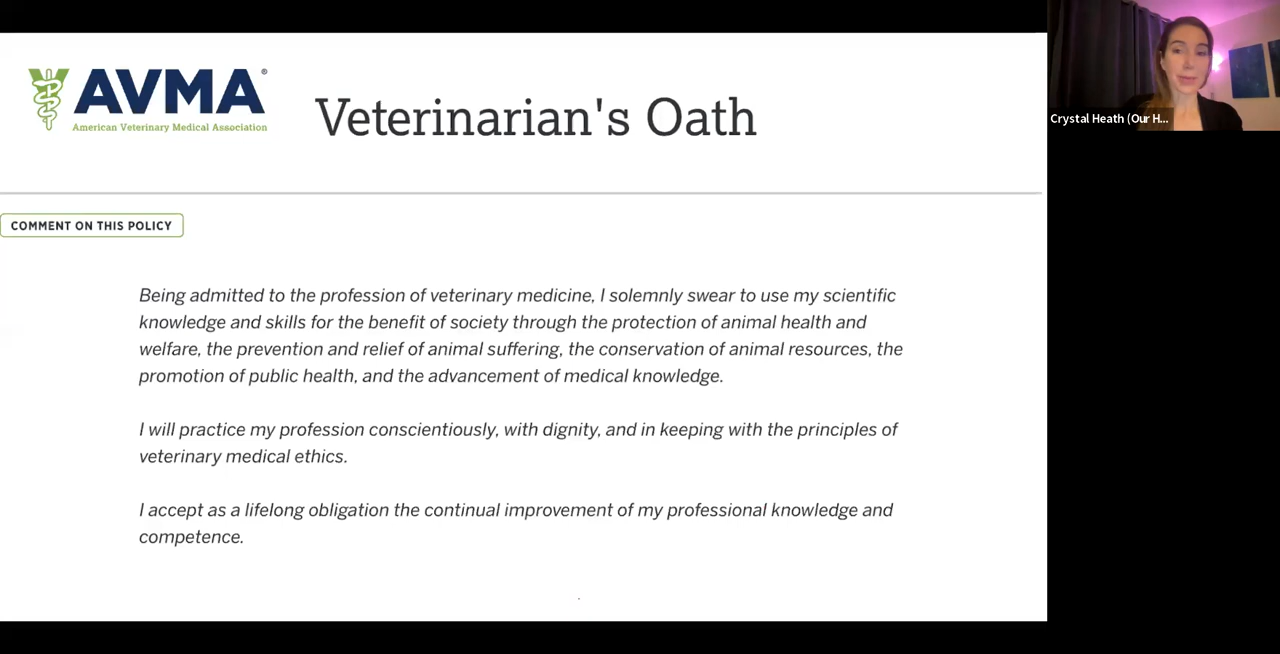 AVMA®
American Veterinary Medical Association
Veterinarian's Oath
Crystal Heath (Our H...
COMMENT ON THIS POLICY
Being admitted to the profession of veterinary medicine, I solemnly swear to use my scientific
knowledge and skills for the benefit of society through the protection of animal health and
welfare, the prevention and relief of animal suffering, the conservation of animal resources, the
promotion of public health, and the advancement of medical knowledge.
I will practice my profession conscientiously, with dignity, and in keeping with the principles of
veterinary medical ethics.
I accept as a lifelong obligation the continual improvement of my professional knowledge and
competence.